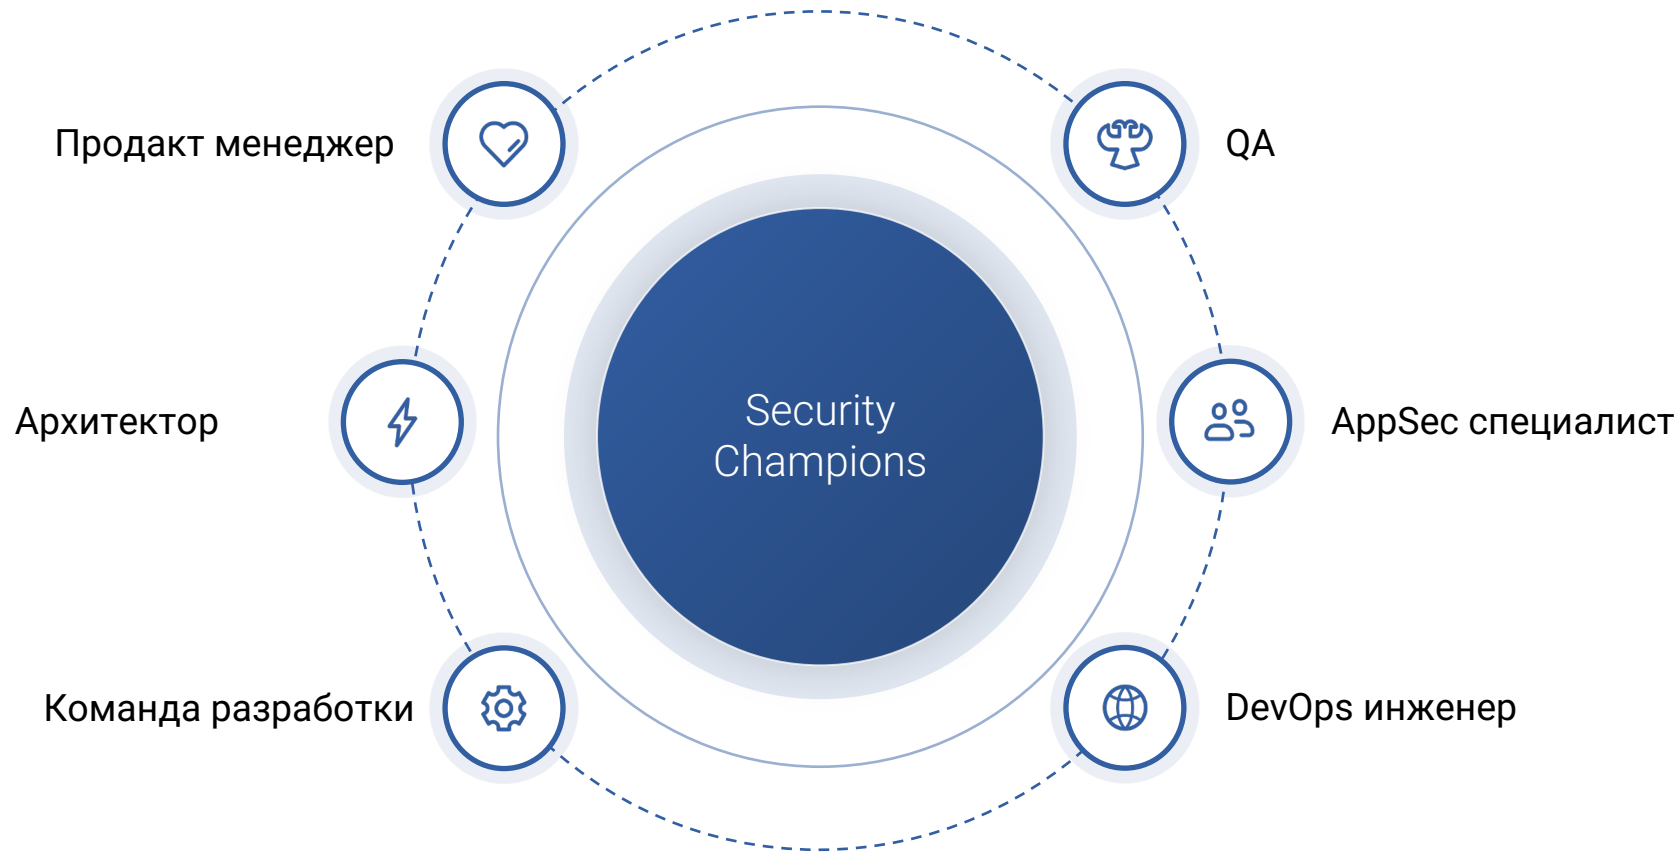 Продакт менеджер
QA
Архитектор
Security
Champions
AppSec специалист
Команда разработки
DevOps инженер